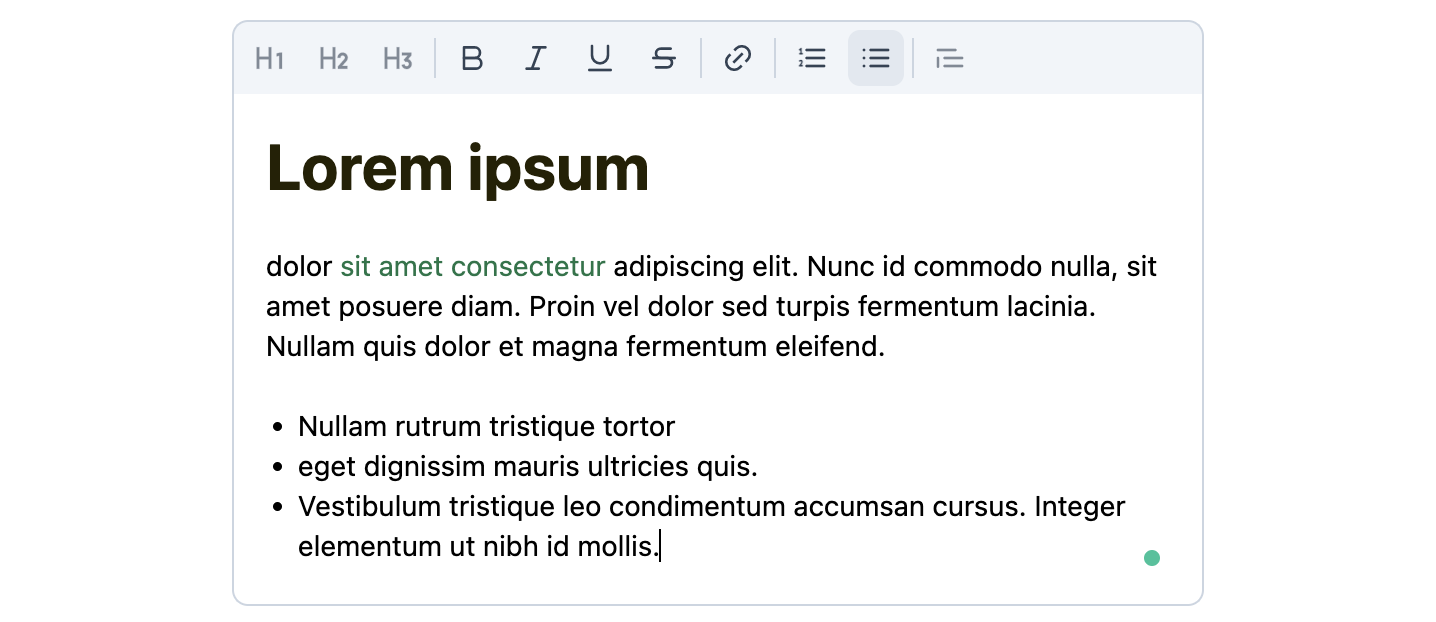 H1 H2 H3 B I U S
Lorem ipsum
dolor sit amet consectetur adipiscing elit. Nunc id commodo nulla, sit
amet posuere diam. Proin vel dolor sed turpis fermentum lacinia.
Nullam quis dolor et magna fermentum eleifend.
• Nullam rutrum tristique tortor
• eget dignissim mauris ultricies quis.
• Vestibulum tristique leo condimentum accumsan cursus. Integer
elementum ut nibh id mollis.